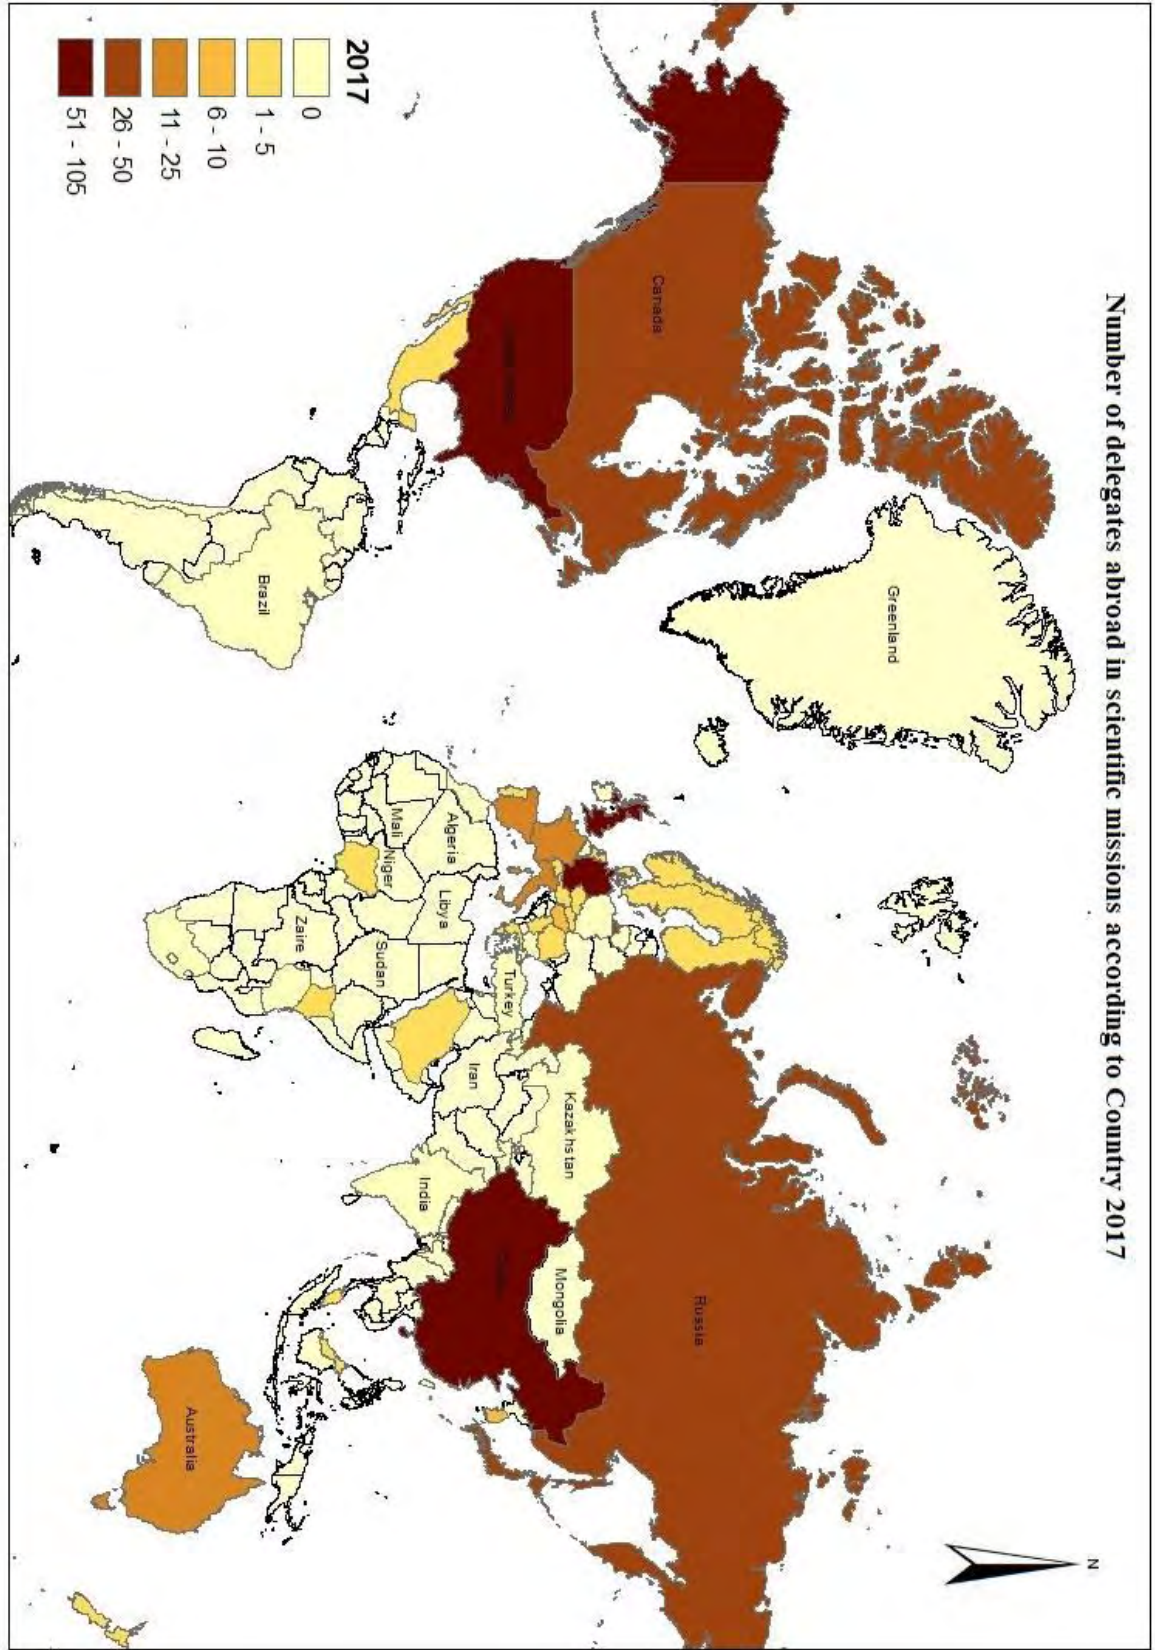 Number of delegates abroad in scientific missions according to Country 2017
N
Greenland
Canada
Russia
Kazakhstan
Mongolia
Turkey
Iran
Algeria
Libya
India
Mali
Niger
Sudan
Zaire
Brazil
Australia
2017
0
1 - 5
6 - 10
11 - 25
26 - 50
51 - 105